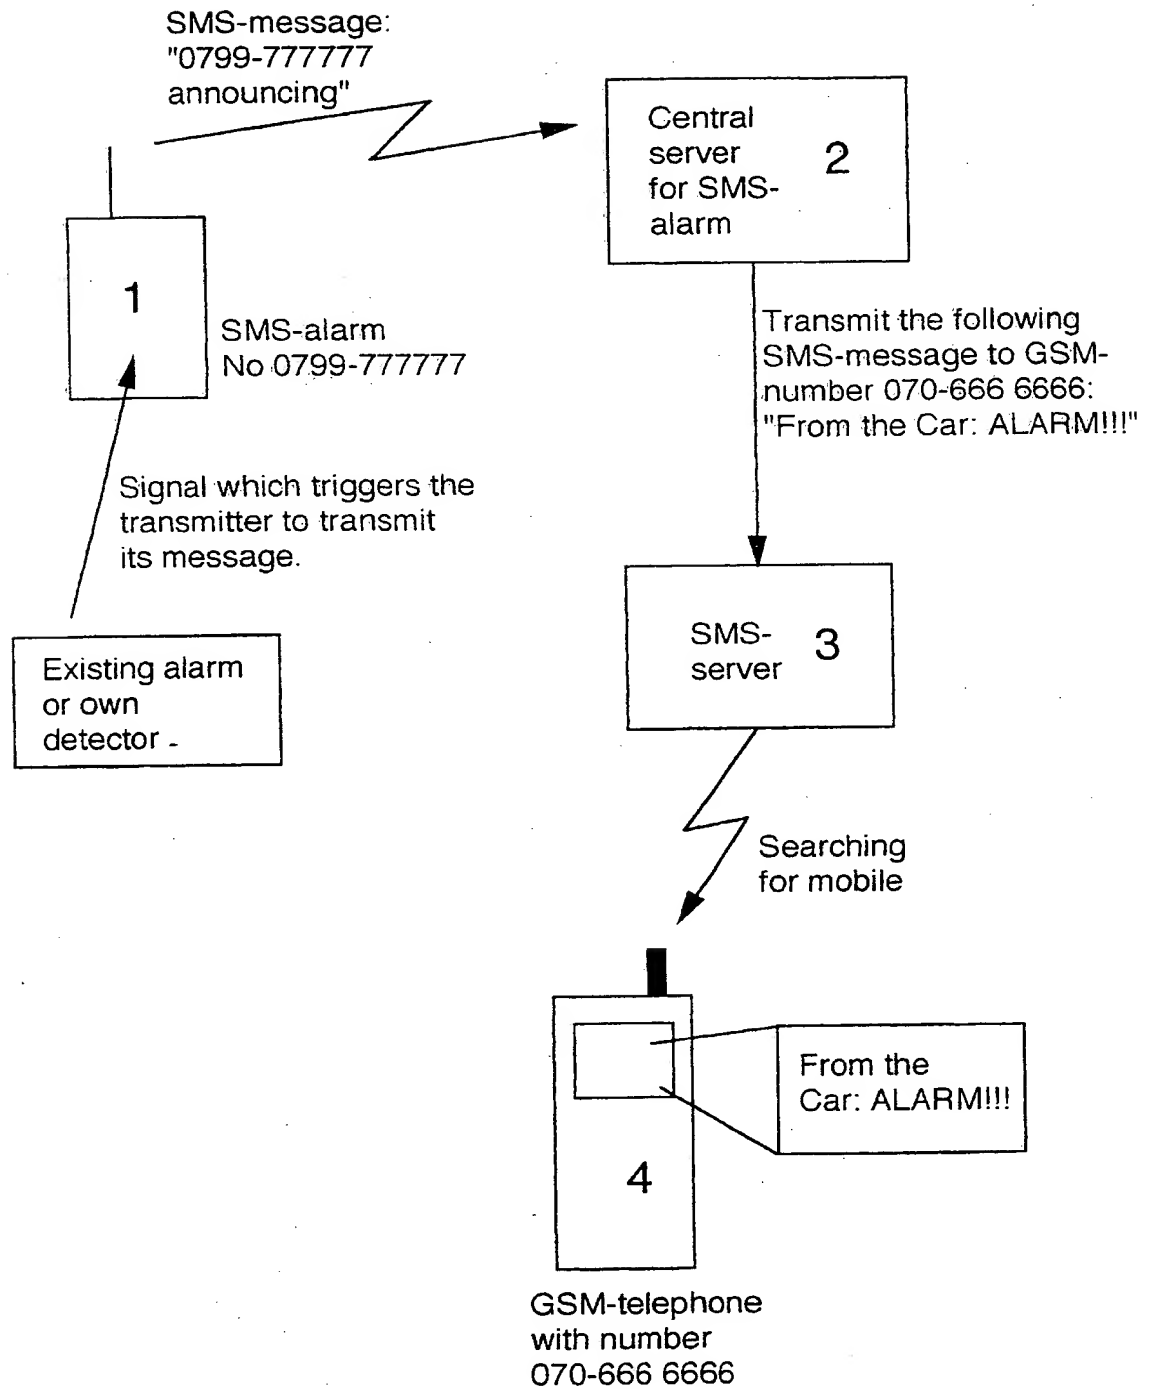 SMS-message:
"0799-777777
announcing"
Central
server
for SMS-
alarm
2
1
SMS-alarm
No 0799-777777
Transmit the following
SMS-message to GSM-
number 070-666 6666:
"From the Car: ALARM!!!"
Signal which triggers the
transmitter to transmit
its message.
Existing alarm
or own
detector
SMS-
server
3
Searching
for mobile
From the
Car: ALARM!!!
4
GSM-telephone
with number
070-666 6666